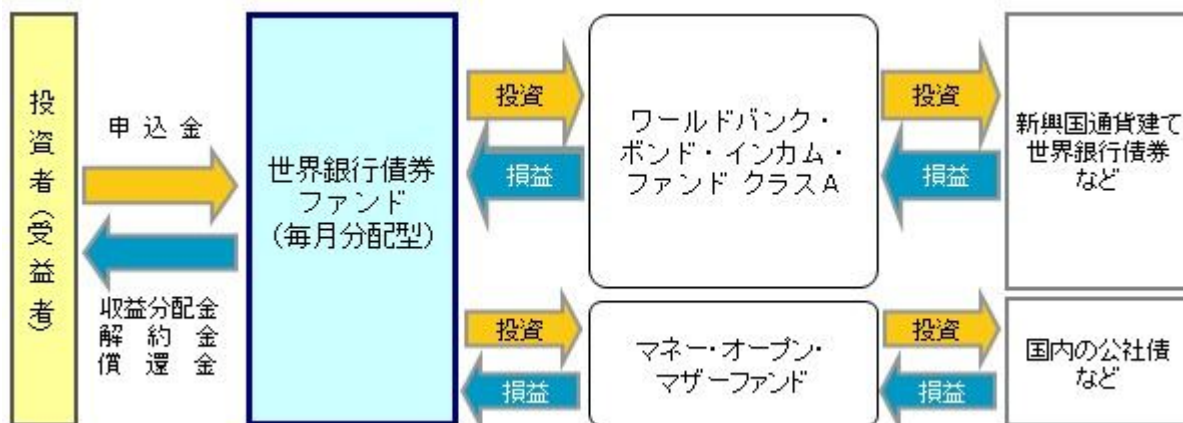 投資者(受益者)
申込金
収益分配金
解約金
償還金
世界銀行債券
ファンド
(毎月分配型)
投資
損益
ワールドバンク・
ボンド・インカム・
ファンド クラスA
投資
損益
新興国通貨建て
世界銀行債券
など
投資
損益
マネー・オープン・
マザーファンド
投資
損益
国内の公社債
など